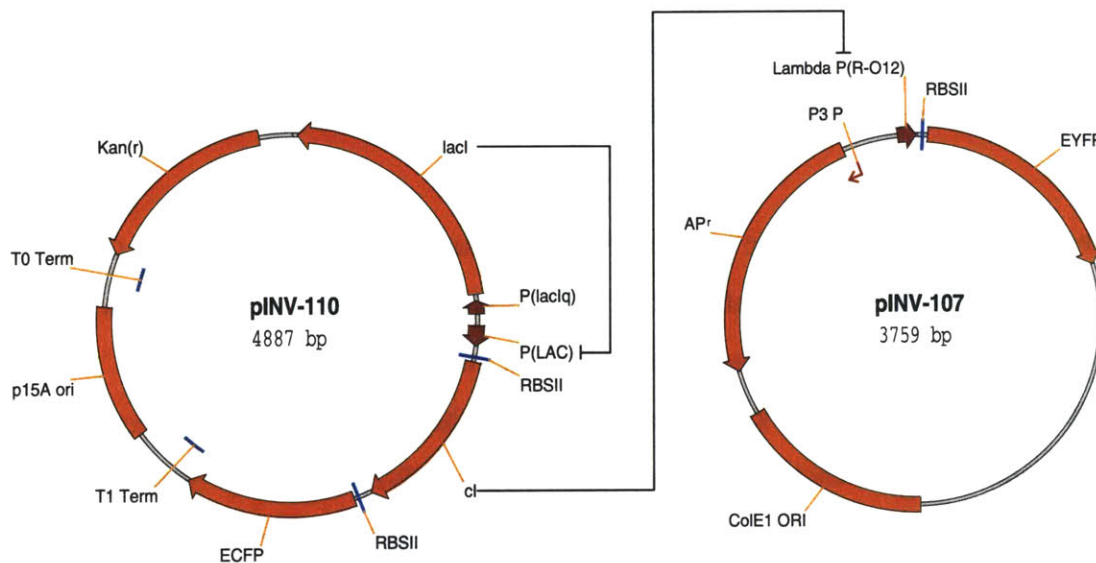 Lambda P(R-O12)
RBSII
P3 P
EYFP
APr
pINV-107
3759 bp
ColE1 ORI
Kan(r)
lacI
T0 Term
P(lacIq)
pINV-110
4887 bp
P(LAC)
RBSII
p15A ori
T1 Term
cI
RBSII
ECFP